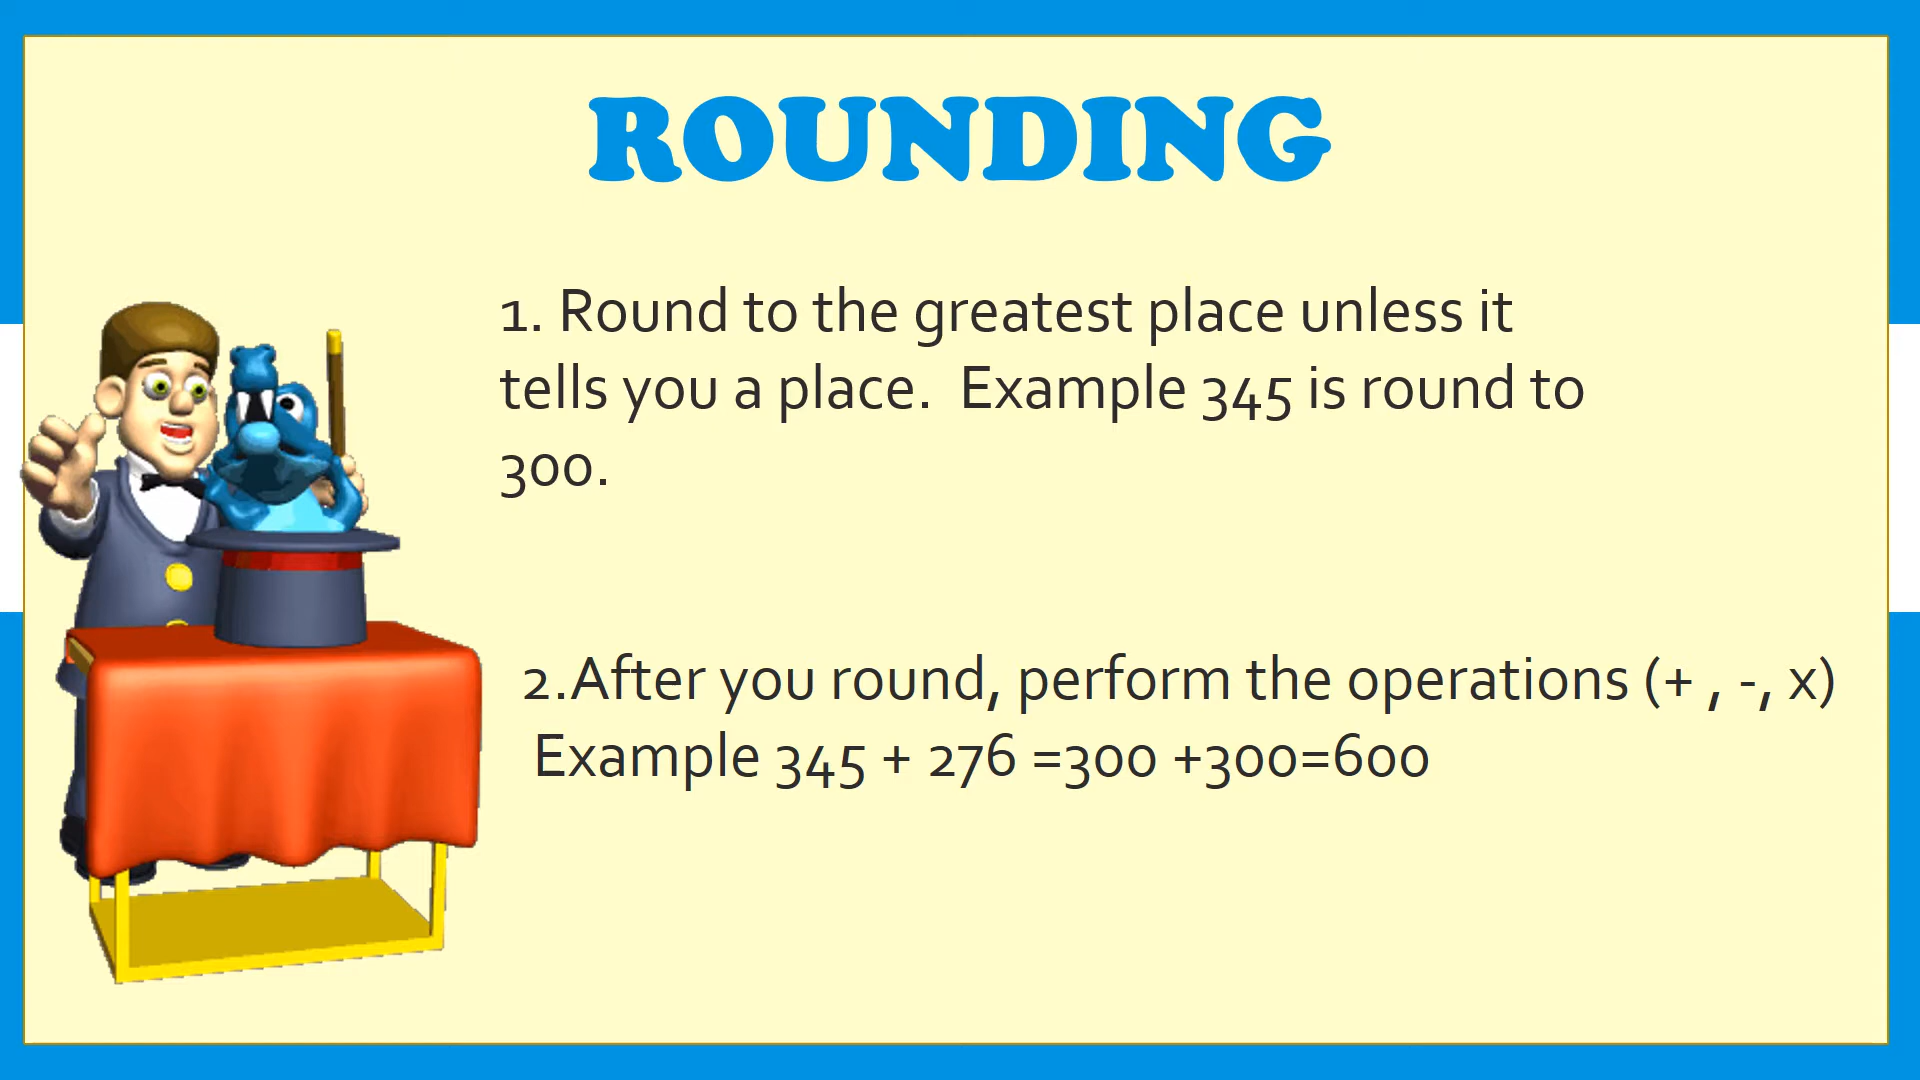 ROUNDING
1. Round to the greatest place unless it
tells you a place.  Example 345 is round to
300.
2.After you round, perform the operations (+ , -, x)
Example 345 + 276 =300 +300=600